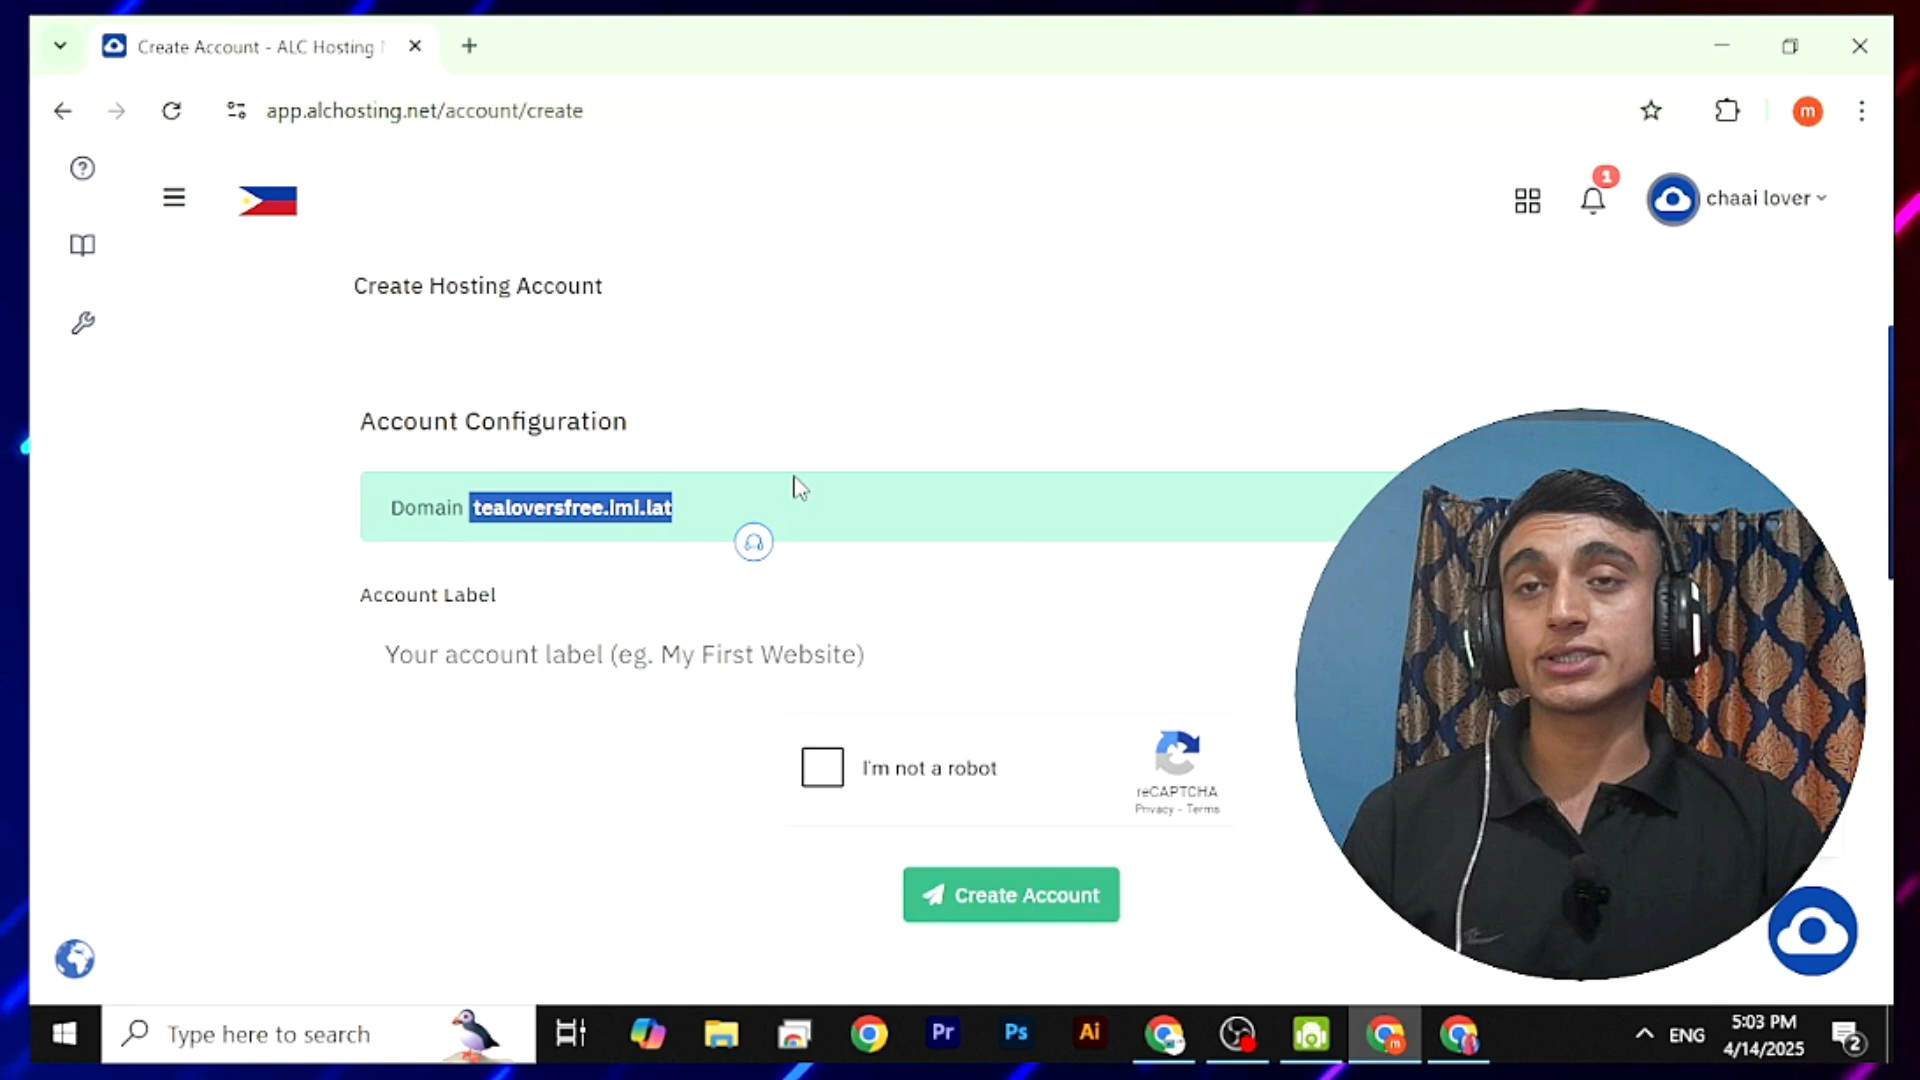 Create Account - ALC Hosting
app.alchosting.net/account/create
1
chaai lover
m
Create Hosting Account
Account Configuration
Domain tealoversfree.iml.lat
Account Label
Your account label (eg. My First Website)
I'm not a robot
reCAPTCHA
Privacy - Terms
Create Account
Type here to search
Pr
Ps
Ai
m
ENG
5:03 PM
4/14/2025
2